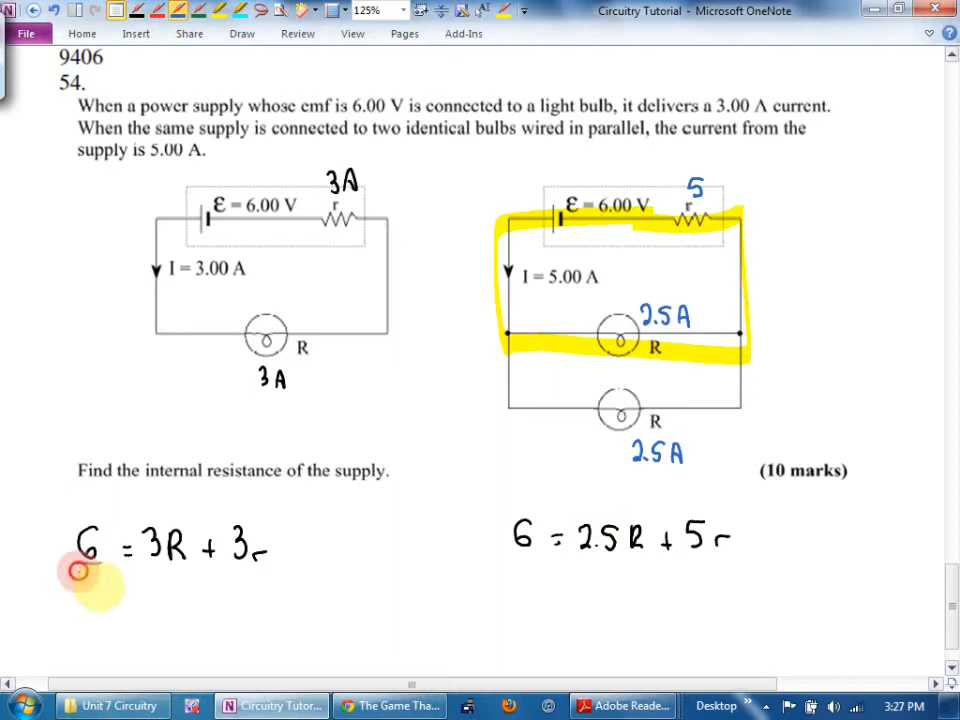 125%
Circuitry Tutorial - Microsoft OneNote
File Home Insert Share Draw Review View Pages Add-Ins
9406
54.
When a power supply whose emf is 6.00 V is connected to a light bulb, it delivers a 3.00 A current.
When the same supply is connected to two identical bulbs wired in parallel, the current from the
supply is 5.00 A.
3A
ℇ = 6.00 V r
I = 3.00 A
R
3A
5
ℇ = 6.00 V r
I = 5.00 A
2.5A
R
R
2.5A
Find the internal resistance of the supply. (10 marks)
6 = 3R + 3r
6 = 2.5R + 5r
Unit 7 Circuitry
Circuitry Tutorial...
The Game Tha...
Adobe Reade...
Desktop »
3:27 PM